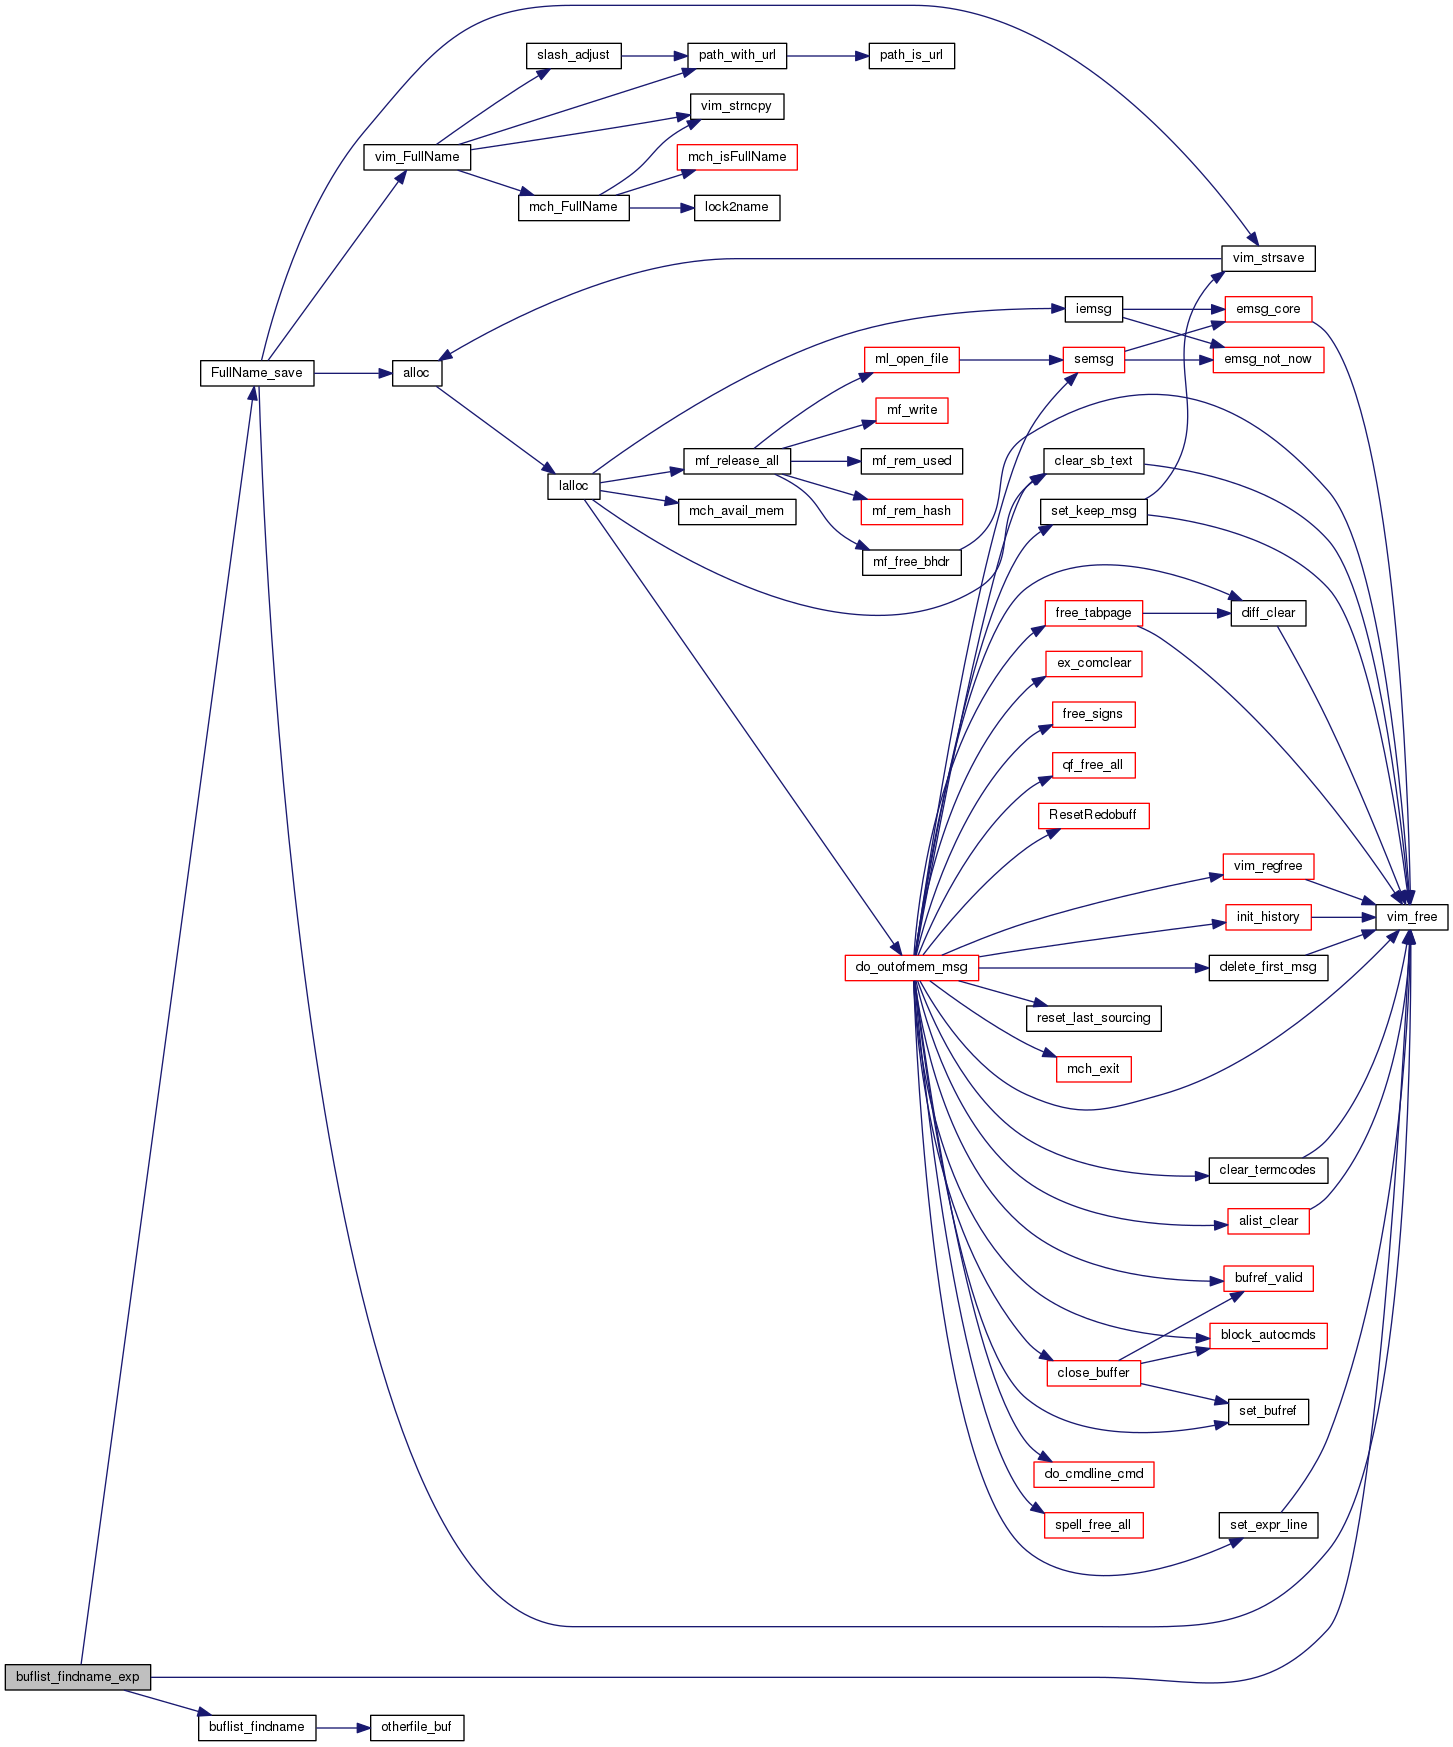 slash_adjust
path_with_url
path_is_url
vim_strncpy
vim_FullName
mch_isFullName
mch_FullName
lock2name
vim_strsave
iemsg
emsg_core
FullName_save
alloc
ml_open_file
semsg
emsg_not_now
mf_write
mf_release_all
mf_rem_used
clear_sb_text
lalloc
mch_avail_mem
mf_rem_hash
set_keep_msg
mf_free_bhdr
free_tabpage
diff_clear
ex_comclear
free_signs
qf_free_all
ResetRedobuff
vim_regfree
init_history
vim_free
do_outofmem_msg
delete_first_msg
reset_last_sourcing
mch_exit
clear_termcodes
alist_clear
bufref_valid
block_autocmds
close_buffer
set_bufref
do_cmdline_cmd
spell_free_all
set_expr_line
buflist_findname_exp
buflist_findname
otherfile_buf